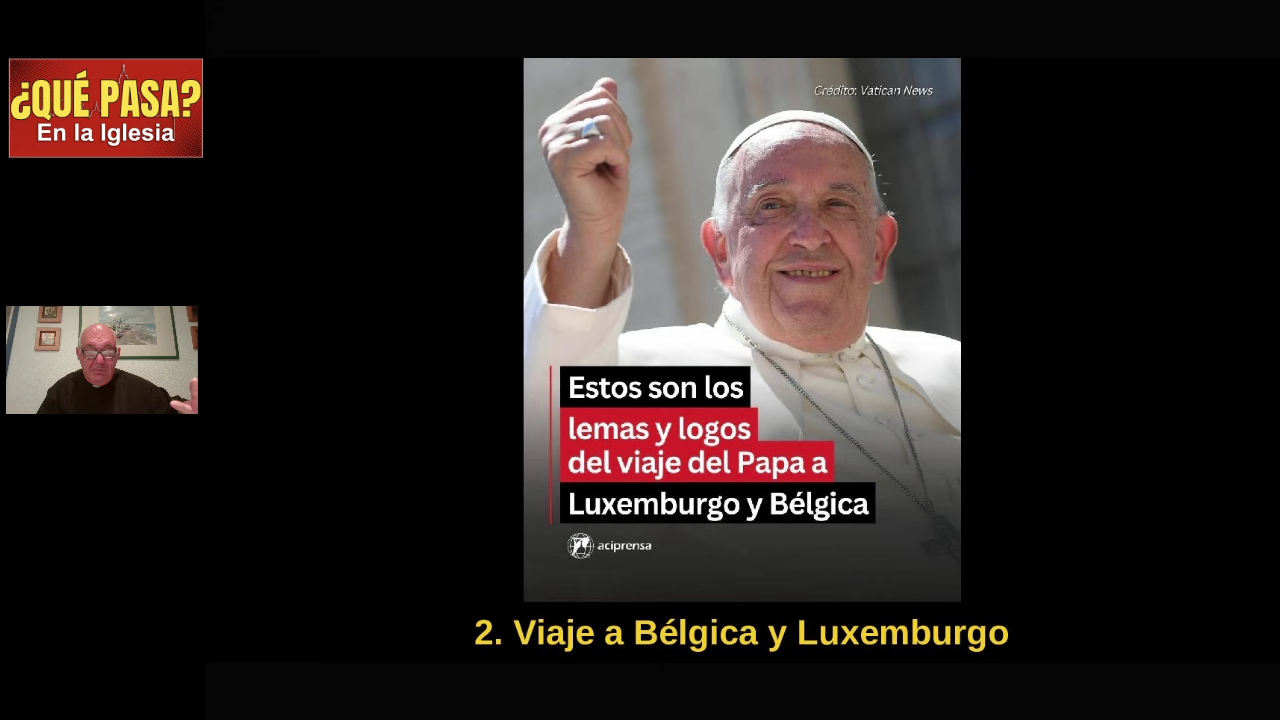 ¿QUÉ PASA?
En la Iglesia
Crédito: Vatican News
Estos son los
lemas y logos
del viaje del Papa a
Luxemburgo y Bélgica
aciprensa
2. Viaje a Bélgica y Luxemburgo